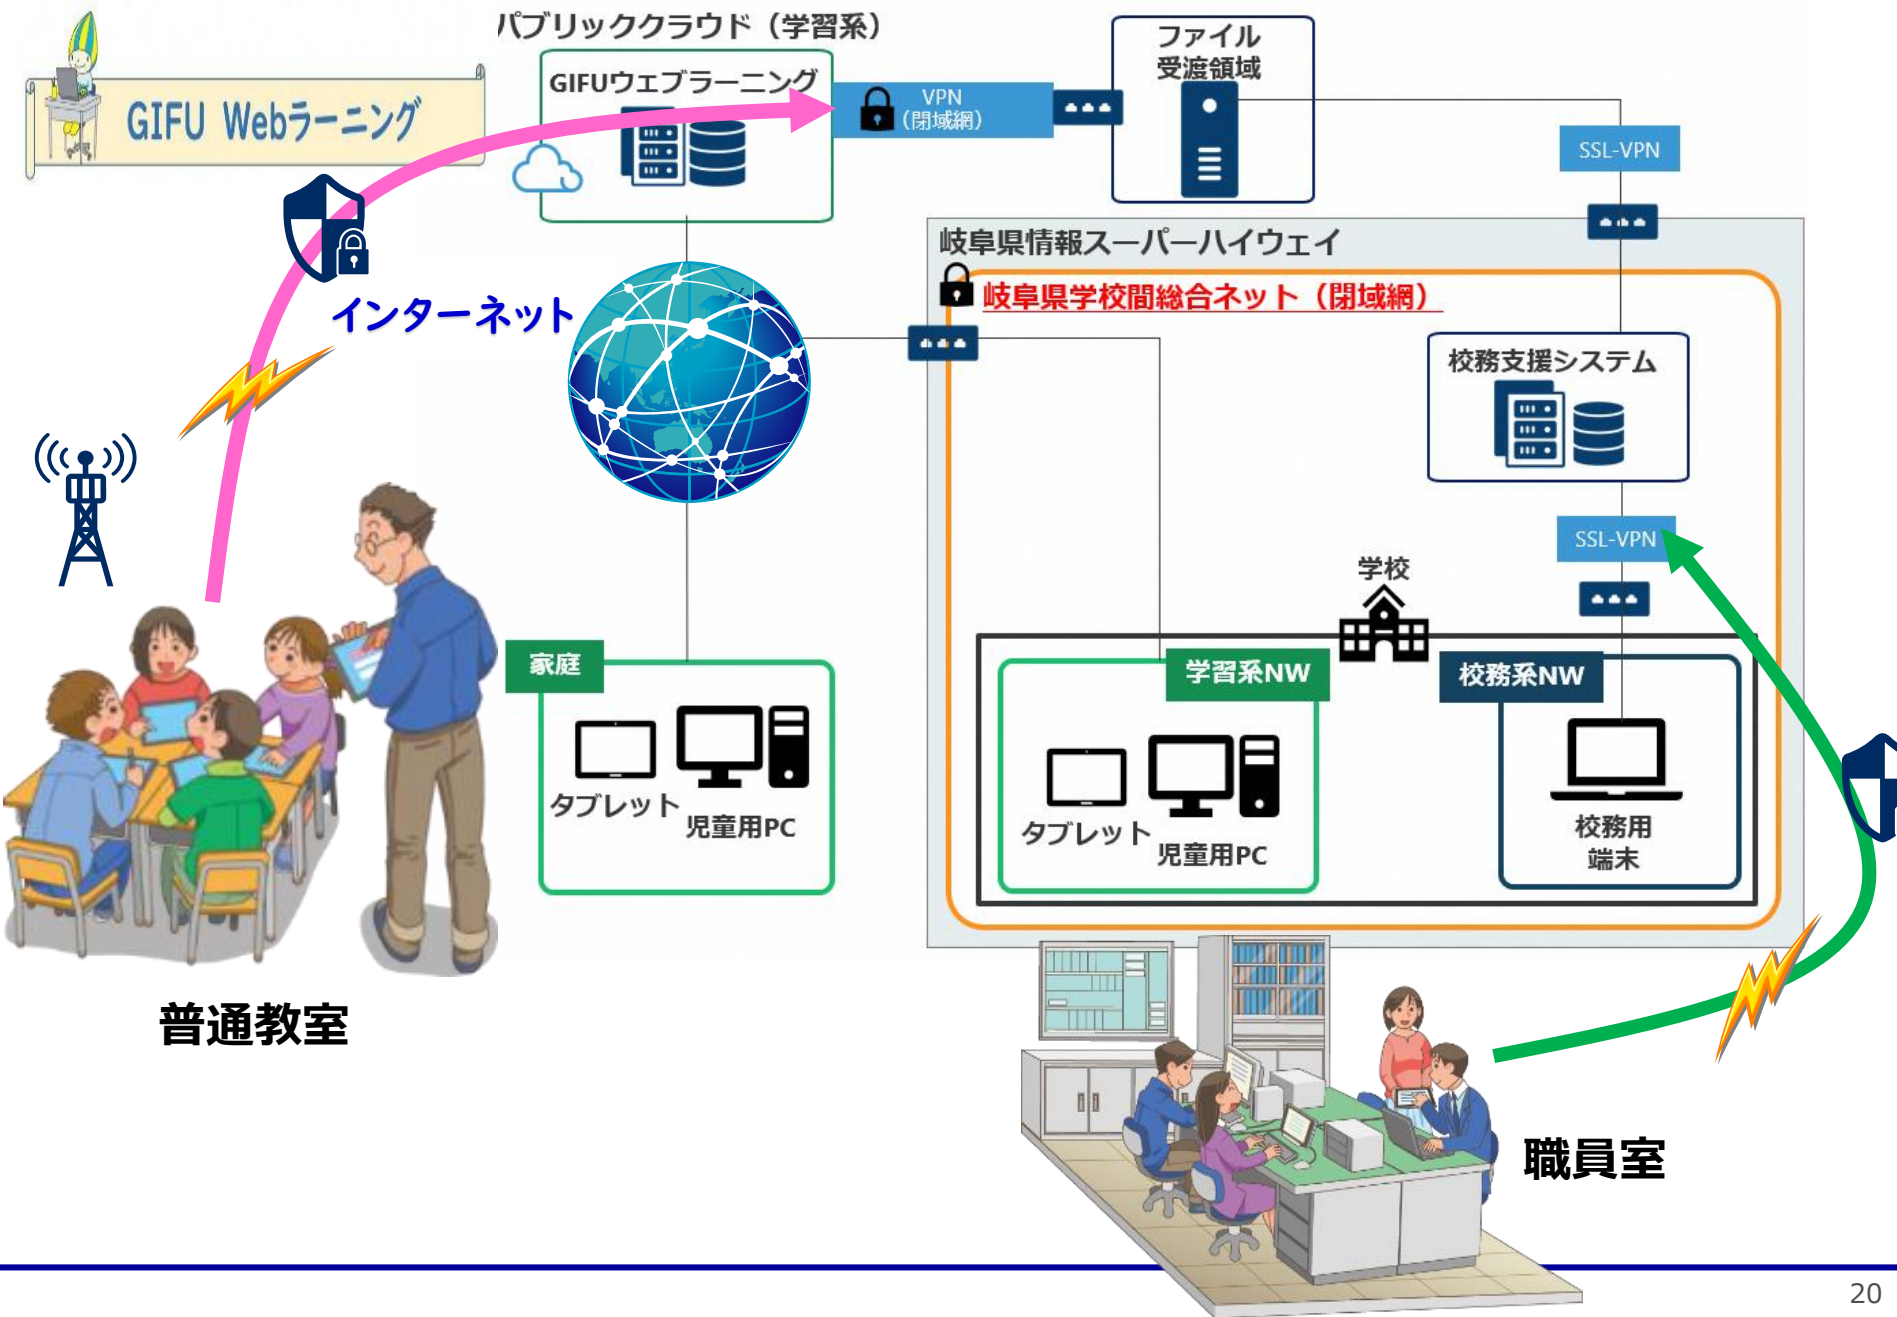 パブリッククラウド（学習系）
GIFU Webラーニング
GIFUウェブラーニング
VPN
（閉域網）
ファイル
受渡領域
SSL-VPN
岐阜県情報スーパーハイウェイ
岐阜県学校間総合ネット（閉域網）
インターネット
校務支援システム
SSL-VPN
学校
家庭
学習系NW
校務系NW
タブレット
児童用PC
タブレット
児童用PC
校務用
端末
普通教室
職員室
20